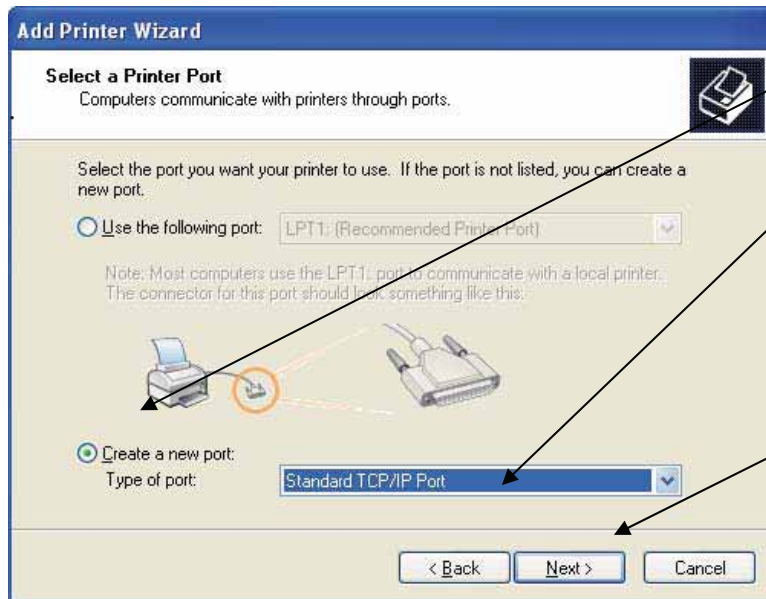 Add Printer Wizard
Select a Printer Port
Computers communicate with printers through ports.
Select the port you want your printer to use. If the port is not listed, you can create a
new port.
Use the following port:
LPT1: (Recommended Printer Port)
Note: Most computers use the LPT1: port to communicate with a local printer.
The connector for this port should look something like this:
Create a new port:
Type of port:
Standard TCP/IP Port
< Back
Next >
Cancel